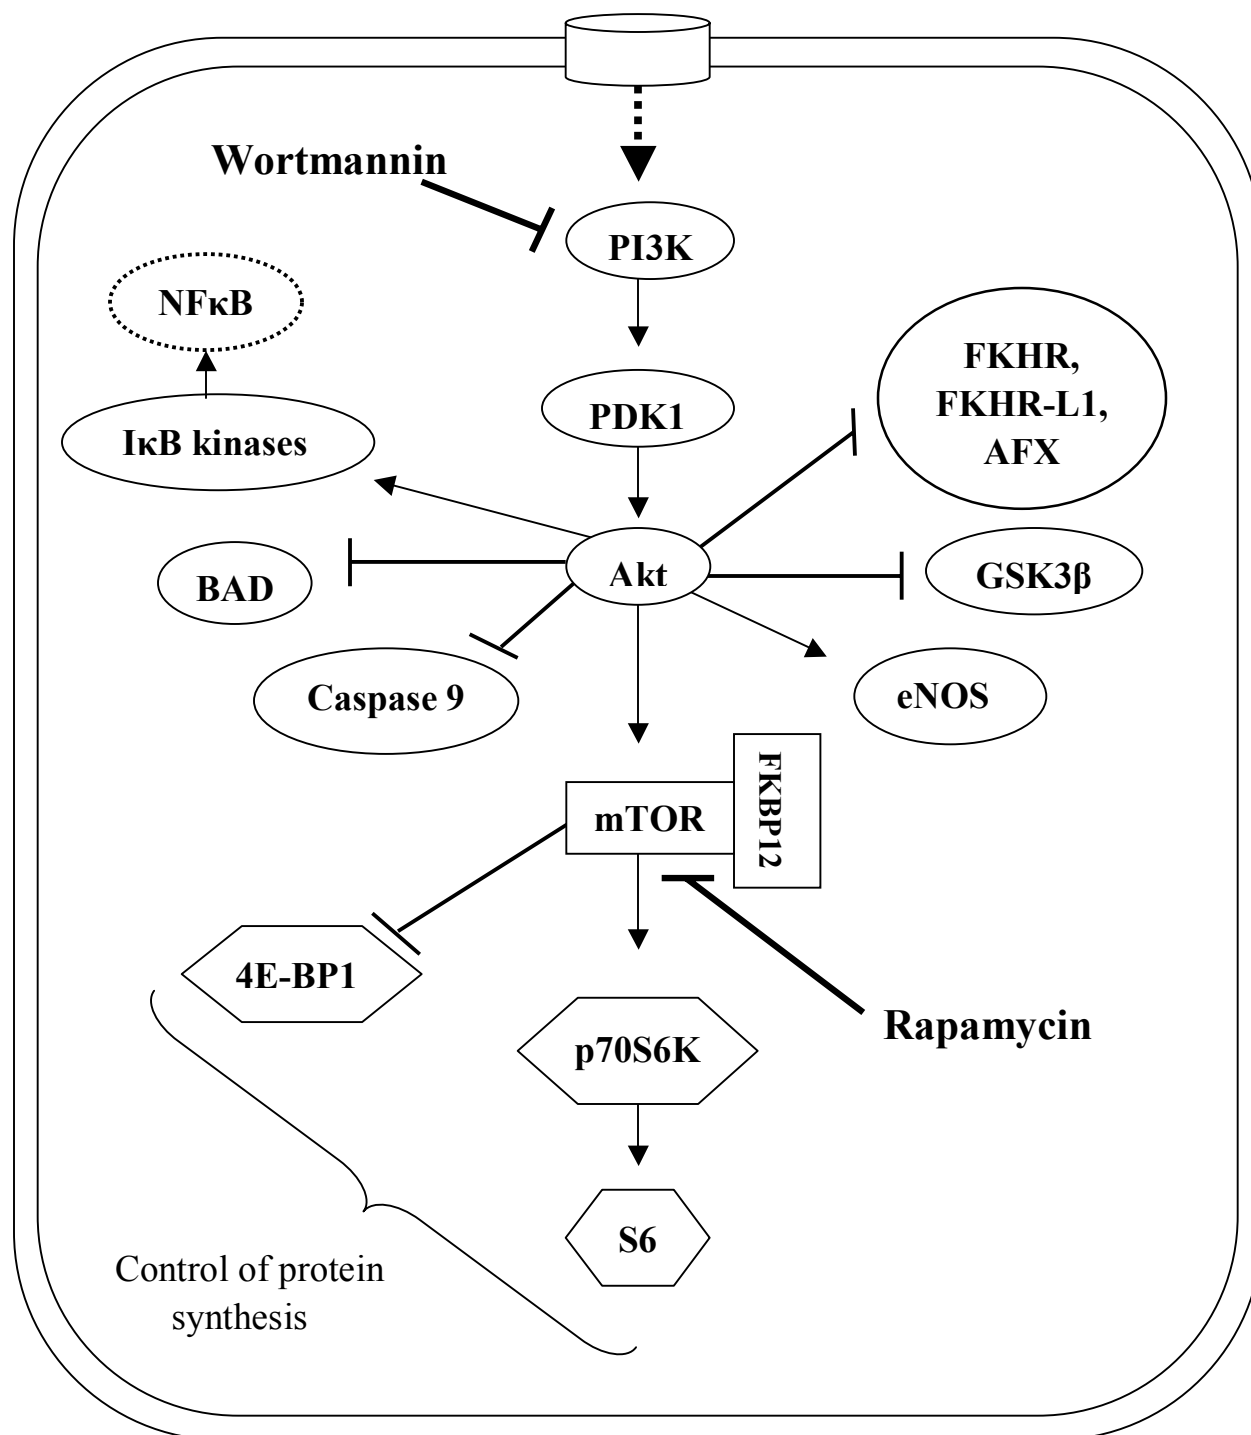 Wortmannin
PI3K
NFκB
FKHR,
FKHR-L1,
AFX
PDK1
IκB kinases
Akt
BAD
GSK3β
Caspase 9
eNOS
FKBP12
mTOR
4E-BP1
Rapamycin
p70S6K
S6
Control of protein
synthesis